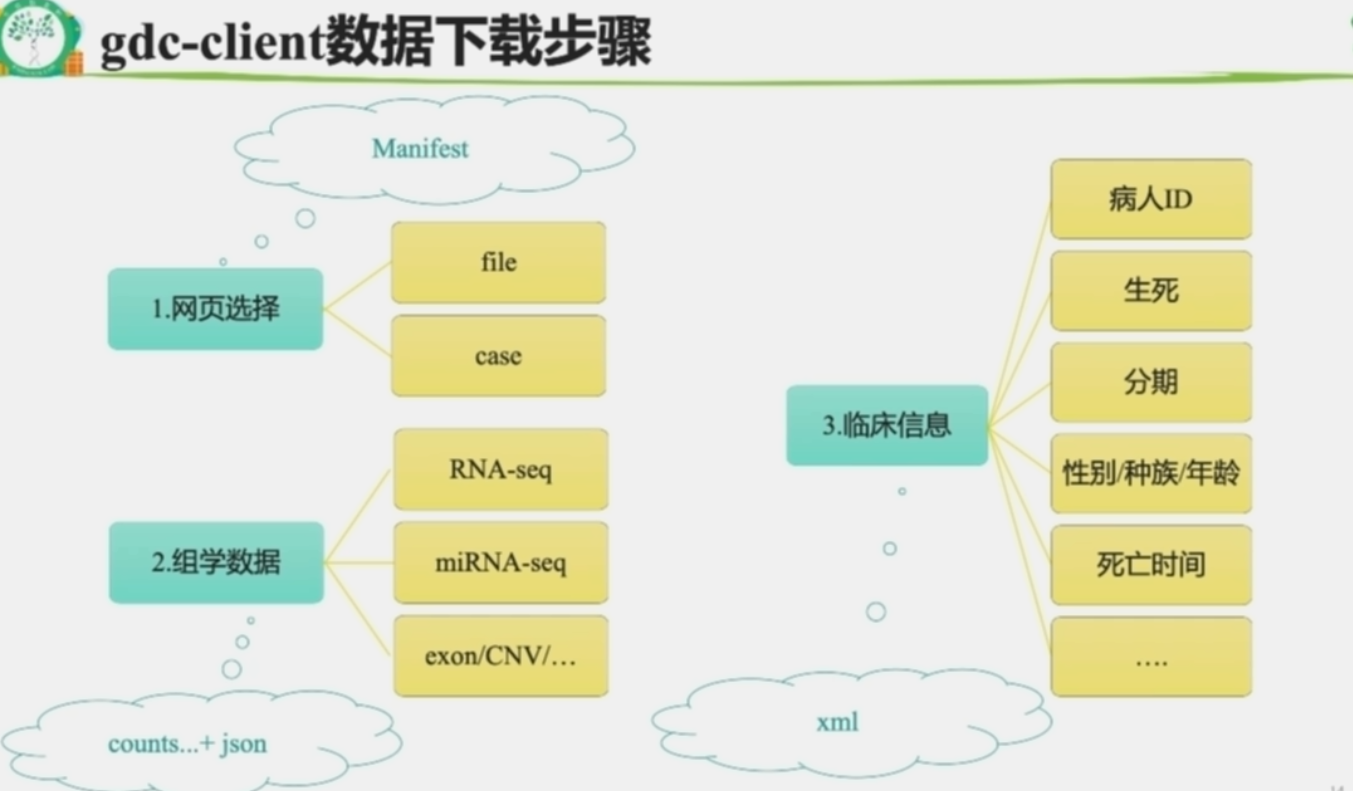 gdc-client数据下载步骤
Manifest
1.网页选择
file
case
2.组学数据
RNA-seq
miRNA-seq
exon/CNV/…
counts...+ json
3.临床信息
病人ID
生死
分期
性别/种族/年龄
死亡时间
….
xml